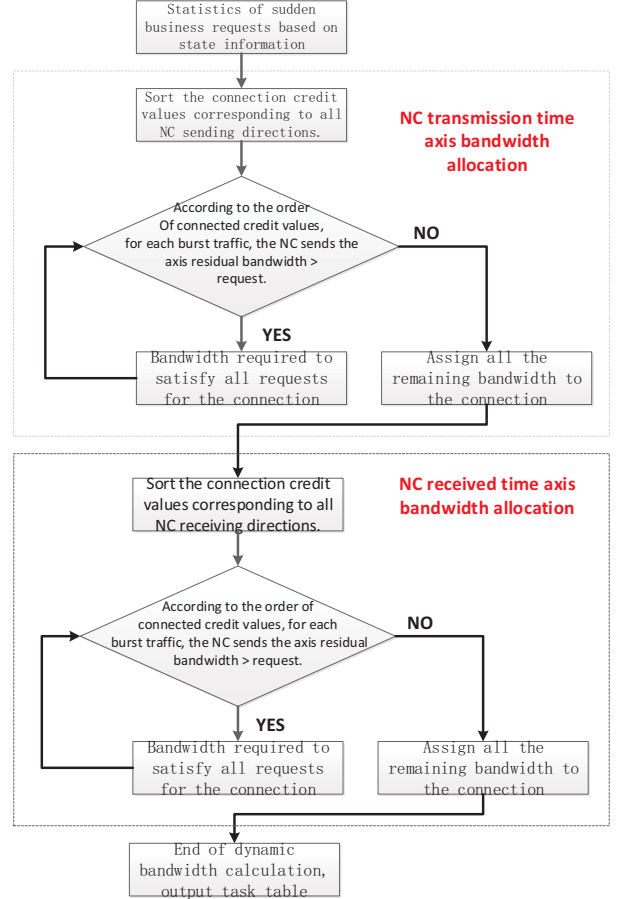 Statistics of sudden
business requests based on
state information
Sort the connection credit
values corresponding to all
NC sending directions.
NC transmission time
axis bandwidth
allocation
According to the order
Of connected credit values,
for each burst traffic, the NC sends the
axis residual bandwidth >
request.
NO
YES
Bandwidth required to
satisfy all requests
for the connection
Assign all the
remaining bandwidth to
the connection
Sort the connection credit
values corresponding to all
NC receiving directions.
NC received time axis
bandwidth allocation
According to the order of
connected credit values, for each
burst traffic, the NC sends the axis residual
bandwidth > request.
NO
YES
Bandwidth required to
satisfy all requests
for the connection
Assign all the
remaining bandwidth to
the connection
End of dynamic
bandwidth calculation,
output task table